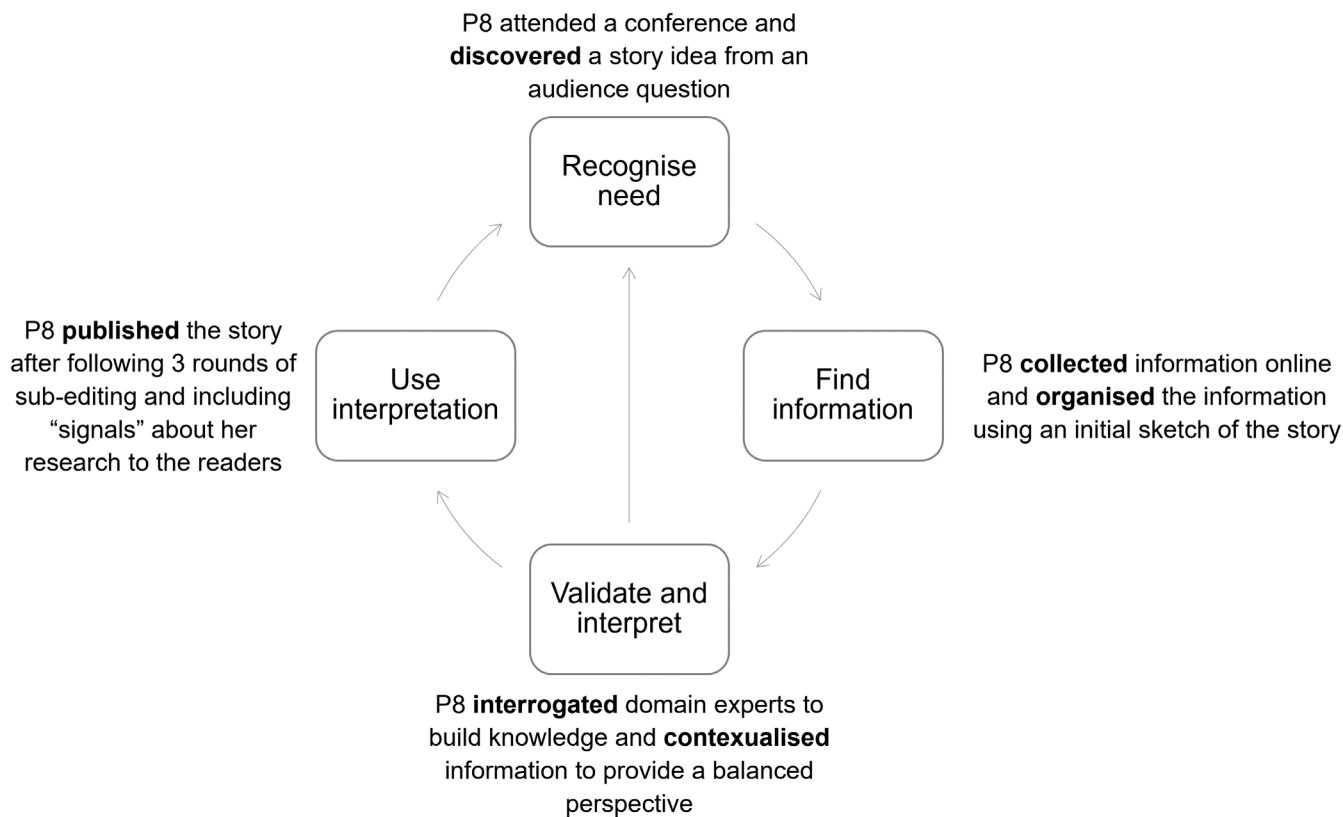 P8 attended a conference and
discovered a story idea from an
audience question
Recognise
need
P8 published the story
after following 3 rounds of
sub-editing and including
“signals” about her
research to the readers
Use
interpretation
Find
information
P8 collected information online
and organised the information
using an initial sketch of the story
Validate and
interpret
P8 interrogated domain experts to
build knowledge and contexualised
information to provide a balanced
perspective